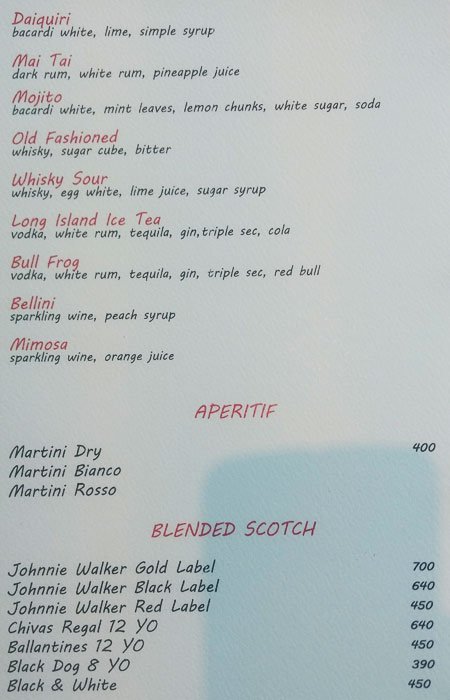 Daiquiri
bacardi white, lime, simple syrup
Mai Tai
dark rum, white rum, pineapple juice
Mojito
bacardi white, mint leaves, lemon chunks, white sugar, soda
Old Fashioned
whisky, sugar cube, bitter
Whisky Sour
whisky, egg white, lime juice, sugar syrup
Long Island Ice Tea
vodka, white rum, tequila, gin,triple sec, cola
Bull Frog
vodka, white rum, tequila, gin, triple sec, red bull
Bellini
sparkling wine, peach syrup
Mimosa
sparkling wine, orange juice
APERITIF
Martini Dry 400
Martini Bianco
Martini Rosso
BLENDED SCOTCH
Johnnie Walker Gold Label 700
Johnnie Walker Black Label 640
Johnnie Walker Red Label 450
Chivas Regal 12 YO 640
Ballantines 12 YO 450
Black Dog 8 YO 390
Black & White 450